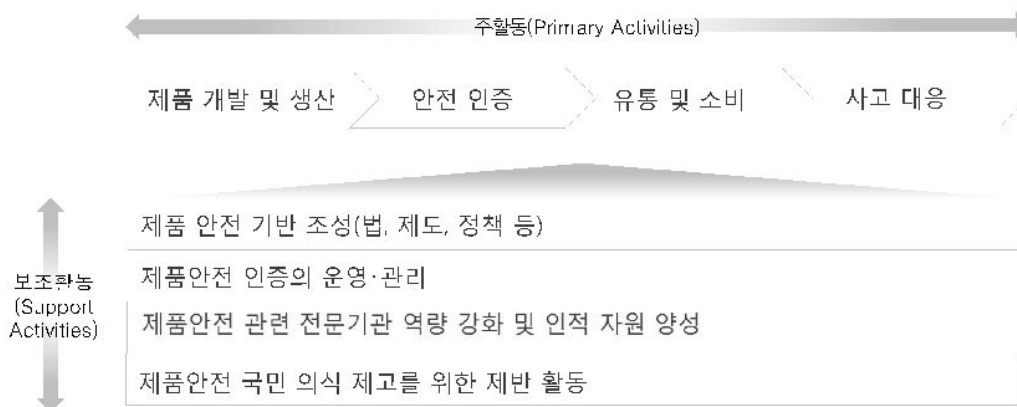 주활동(Primary Activities)
제품 개발 및 생산
안전 인증
유통 및 소비
사고 대응
보조활동
(Support
Activities)
제품 안전 기반 조성(법, 제도, 정책 등)
제품안전 인증의 운영·관리
제품안전 관련 전문기관 역량 강화 및 인적 자원 양성
제품안전 국민 의식 제고를 위한 제반 활동